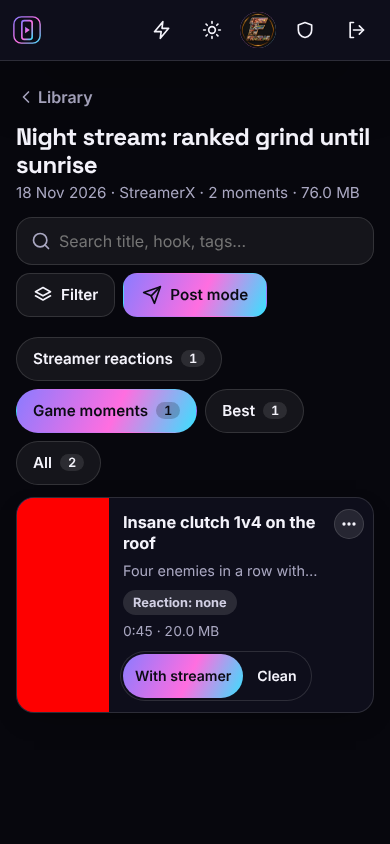 Library
Night stream: ranked grind until
sunrise
18 Nov 2026 · StreamerX · 2 moments · 76.0 MB
Search title, hook, tags...
Filter
Post mode
Streamer reactions 1
Game moments 1
Best 1
All 2
Insane clutch 1v4 on the
roof
Four enemies in a row with...
Reaction: none
0:45 · 20.0 MB
With streamer
Clean